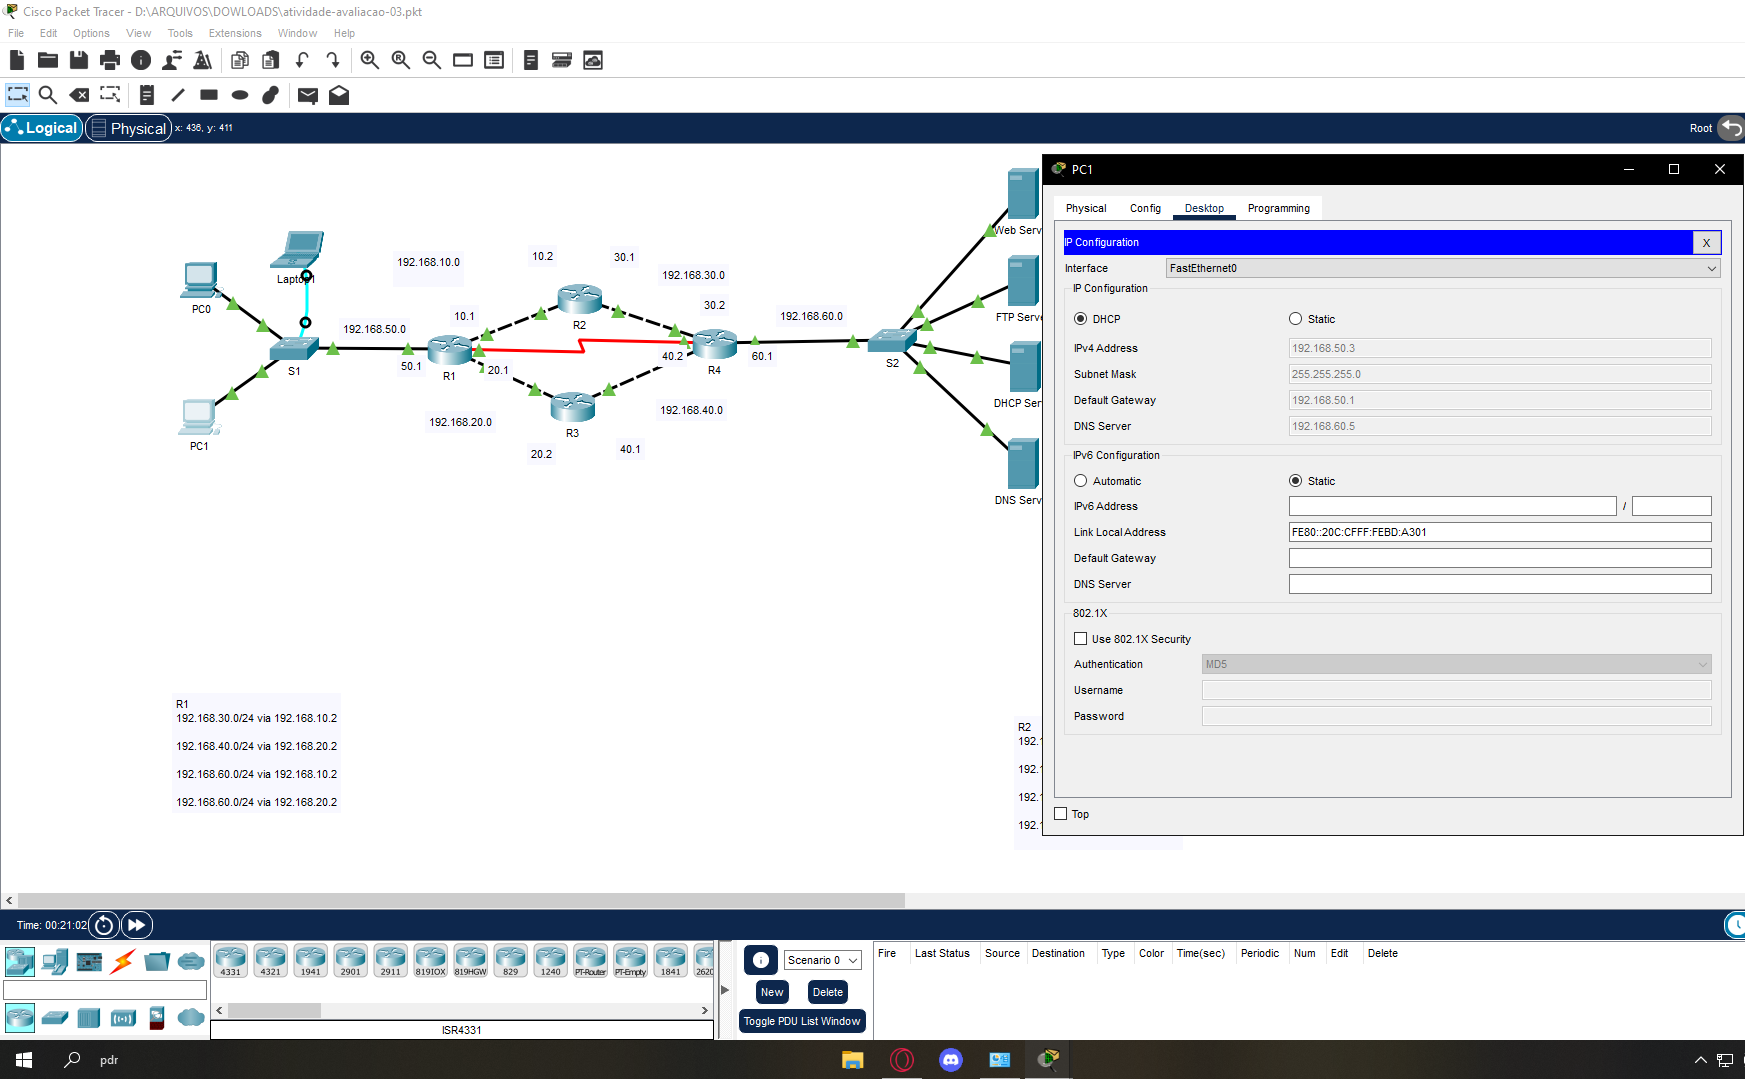 Cisco Packet Tracer - D:\ARQUIVOS\DOWLOADS\atividade-avaliacao-03.pkt
File Edit Options View Tools Extensions Window Help
Logical Physical x: 436, y: 411 Root
PC1
Physical Config Desktop Programming
IP Configuration X
Interface FastEthernet0
IP Configuration
DHCP Static
IPv4 Address 192.168.50.3
Subnet Mask 255.255.255.0
Default Gateway 192.168.50.1
DNS Server 192.168.60.5
IPv6 Configuration
Automatic Static
IPv6 Address /
Link Local Address FE80::20C:CFFF:FEBD:A301
Default Gateway
DNS Server
802.1X
Use 802.1X Security
Authentication MD5
Username
Password
Top
Web Serv
FTP Serve
DHCP Ser
DNS Serv
PC0
Laptop1
S1
PC1
192.168.10.0
10.2
30.1
192.168.30.0
30.2
10.1
R2
192.168.50.0
192.168.60.0
50.1
R1
20.1
40.2
R4
60.1
S2
192.168.20.0
R3
192.168.40.0
20.2
40.1
R1
192.168.30.0/24 via 192.168.10.2
192.168.40.0/24 via 192.168.20.2
192.168.60.0/24 via 192.168.10.2
192.168.60.0/24 via 192.168.20.2
R2
192.1
192.1
192.1
192.1
Time: 00:21:02
4331 4321 1941 2901 2911 819IOX 819HGW 829 1240 PT-Router PT-Empty 1841 2620
ISR4331
Scenario 0
New Delete
Toggle PDU List Window
Fire Last Status Source Destination Type Color Time(sec) Periodic Num Edit Delete
pdr